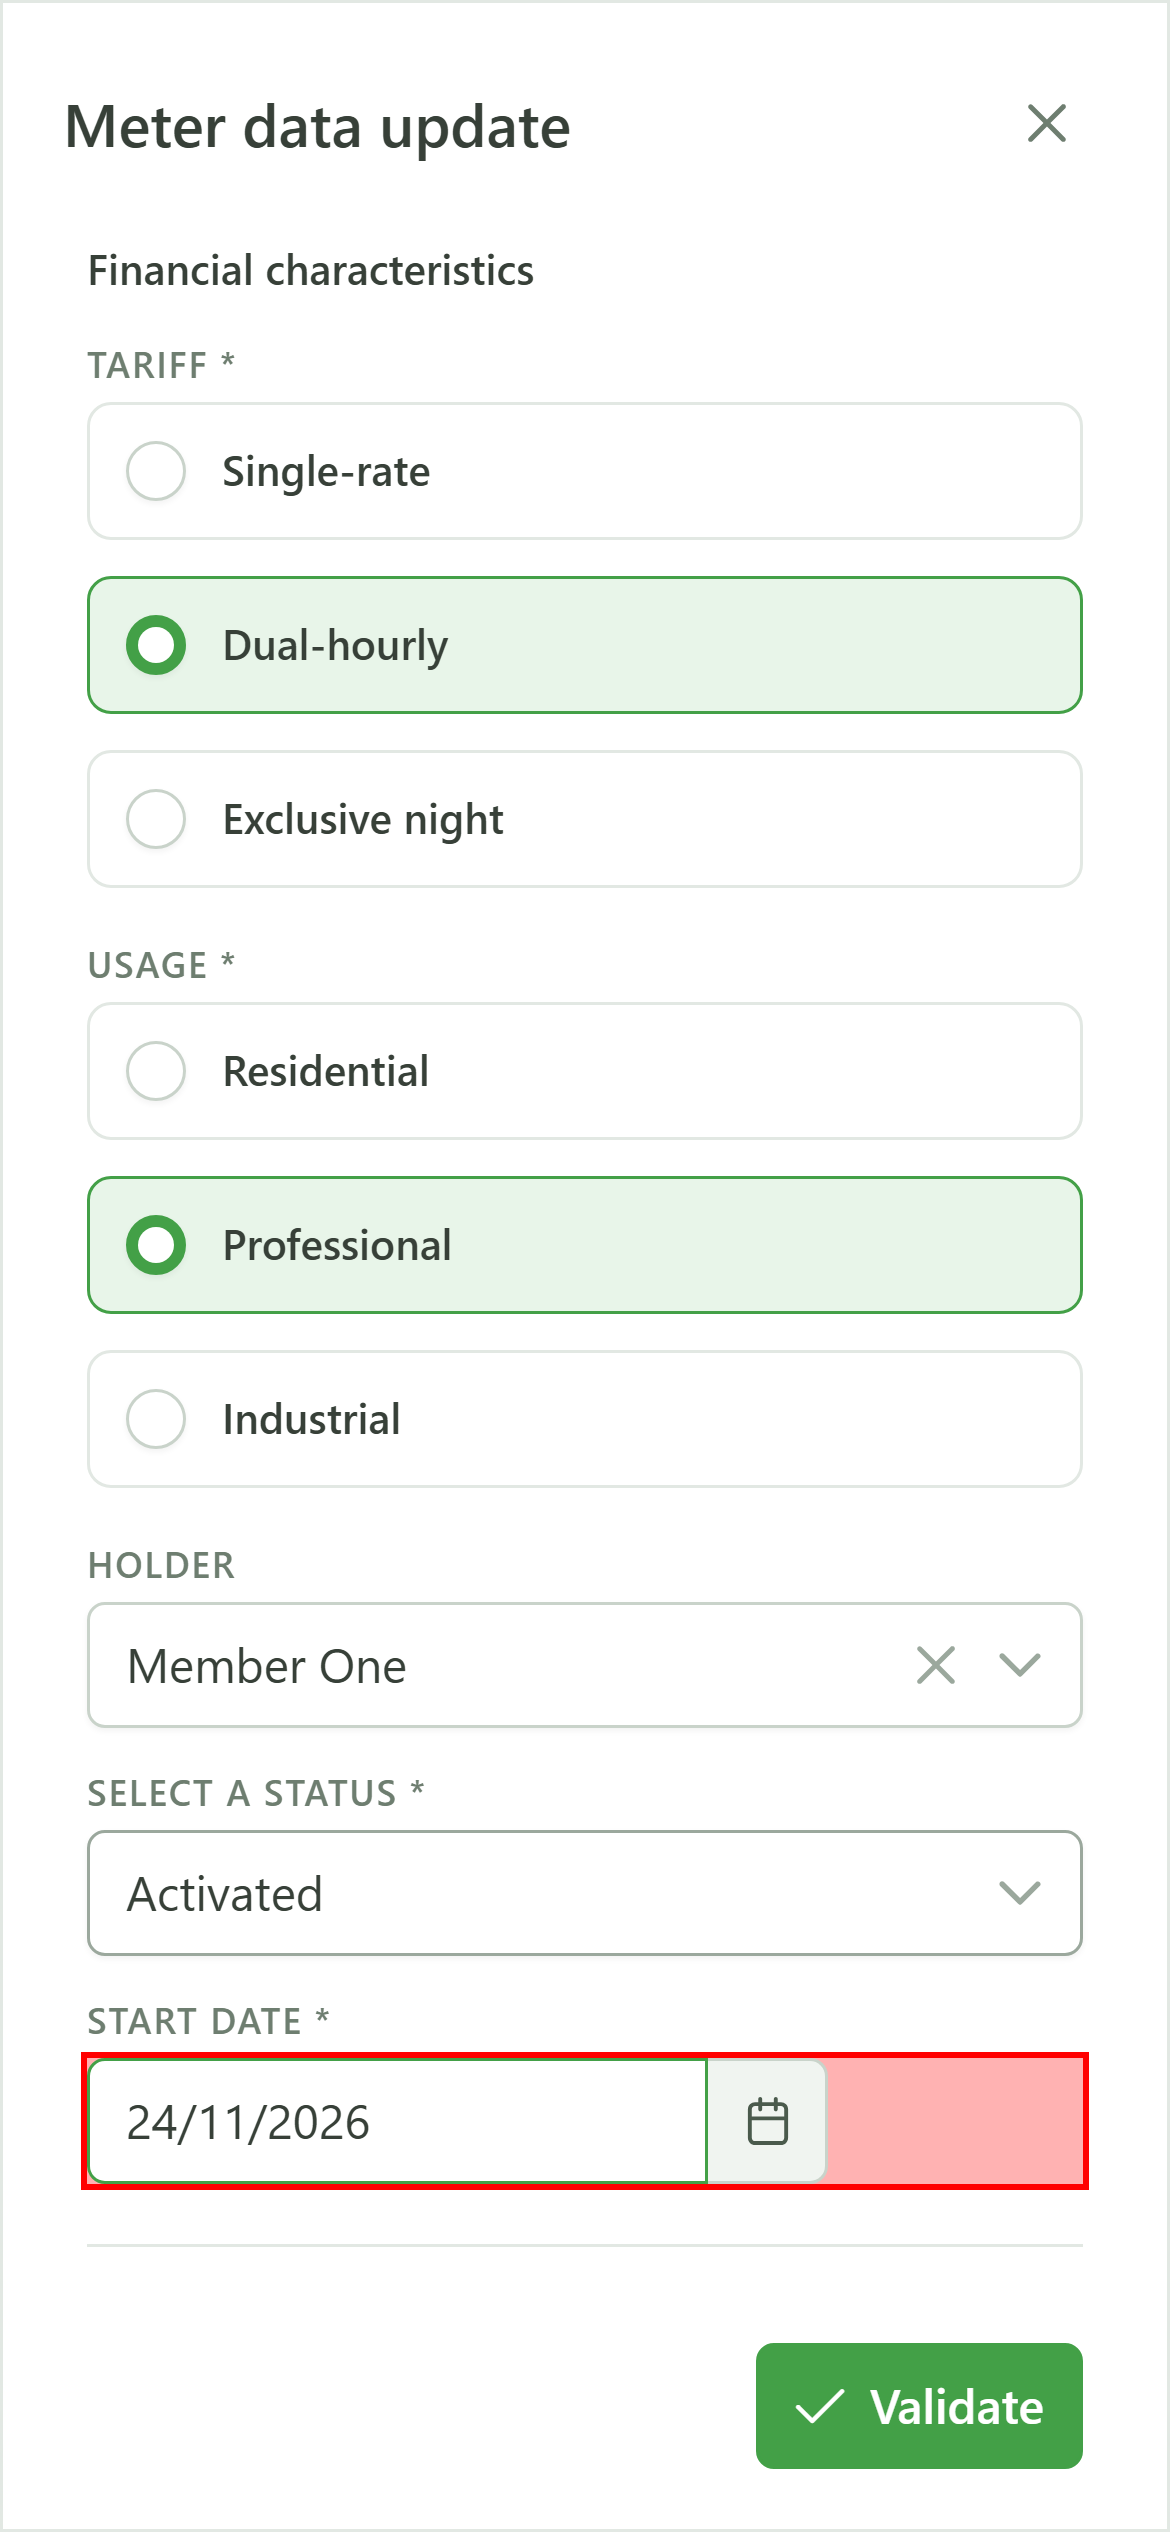 Meter data update
Financial characteristics
TARIFF *
Single-rate
Dual-hourly
Exclusive night
USAGE *
Residential
Professional
Industrial
HOLDER
Member One
SELECT A STATUS *
Activated
START DATE *
24/11/2026
Validate